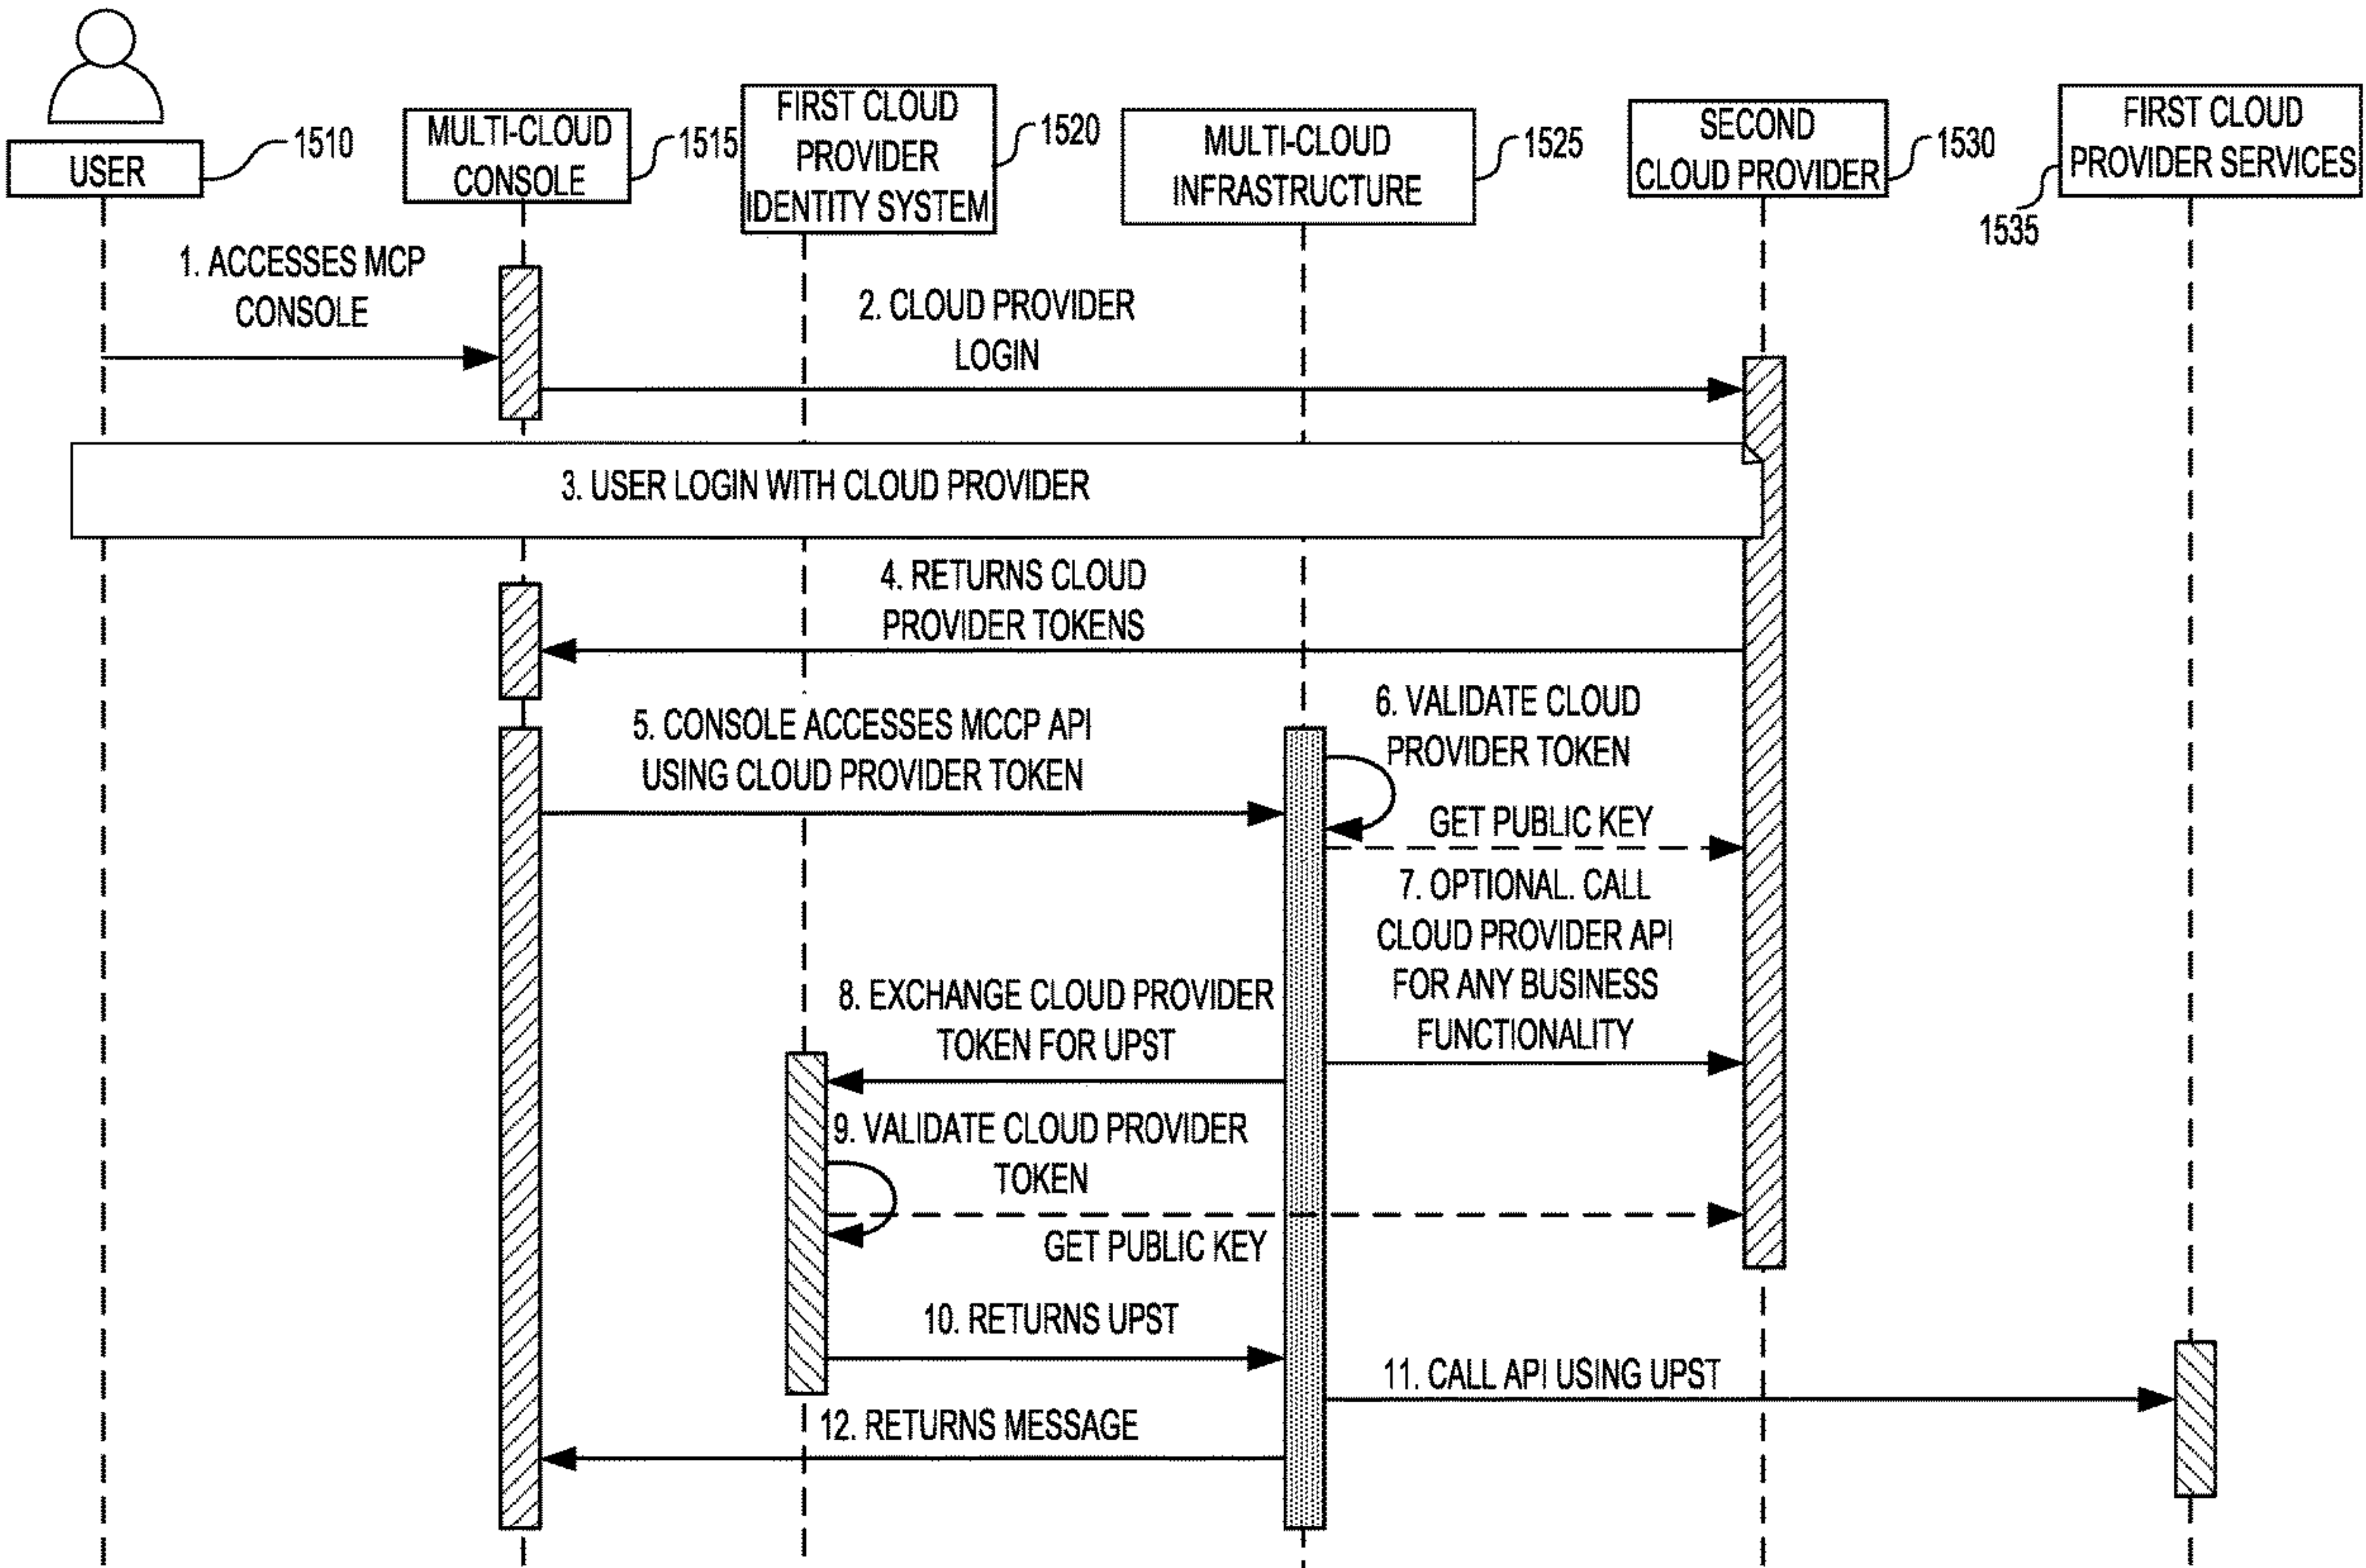 USER
1510
MULTI-CLOUD
CONSOLE
1515
FIRST CLOUD
PROVIDER
IDENTITY SYSTEM
1520
MULTI-CLOUD
INFRASTRUCTURE
1525
SECOND
CLOUD PROVIDER
1530
FIRST CLOUD
PROVIDER SERVICES
1535
1. ACCESSES MCP
CONSOLE
2. CLOUD PROVIDER
LOGIN
3. USER LOGIN WITH CLOUD PROVIDER
4. RETURNS CLOUD
PROVIDER TOKENS
5. CONSOLE ACCESSES MCCP API
USING CLOUD PROVIDER TOKEN
6. VALIDATE CLOUD
PROVIDER TOKEN
GET PUBLIC KEY
7. OPTIONAL. CALL
CLOUD PROVIDER API
FOR ANY BUSINESS
FUNCTIONALITY
8. EXCHANGE CLOUD PROVIDER
TOKEN FOR UPST
9. VALIDATE CLOUD PROVIDER
TOKEN
GET PUBLIC KEY
10. RETURNS UPST
11. CALL API USING UPST
12. RETURNS MESSAGE